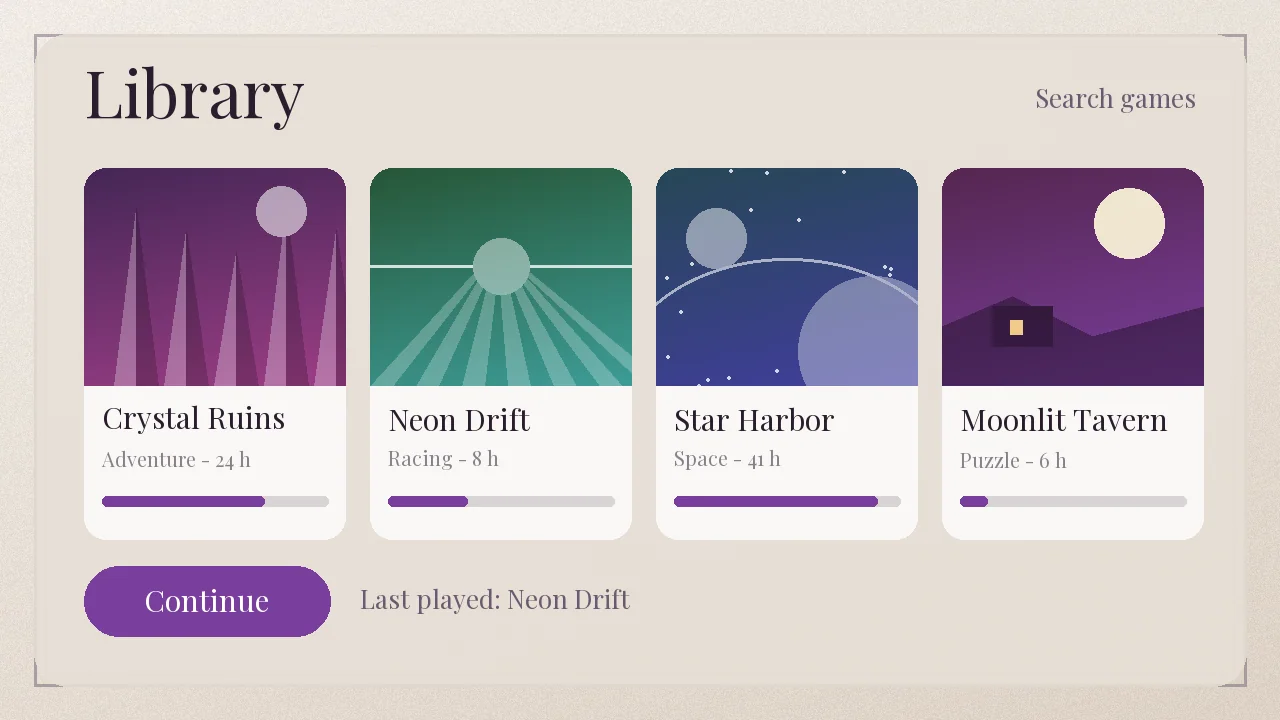 Library
Search games
Crystal Ruins
Adventure - 24 h
Neon Drift
Racing - 8 h
Star Harbor
Space - 41 h
Moonlit Tavern
Puzzle - 6 h
Continue
Last played: Neon Drift